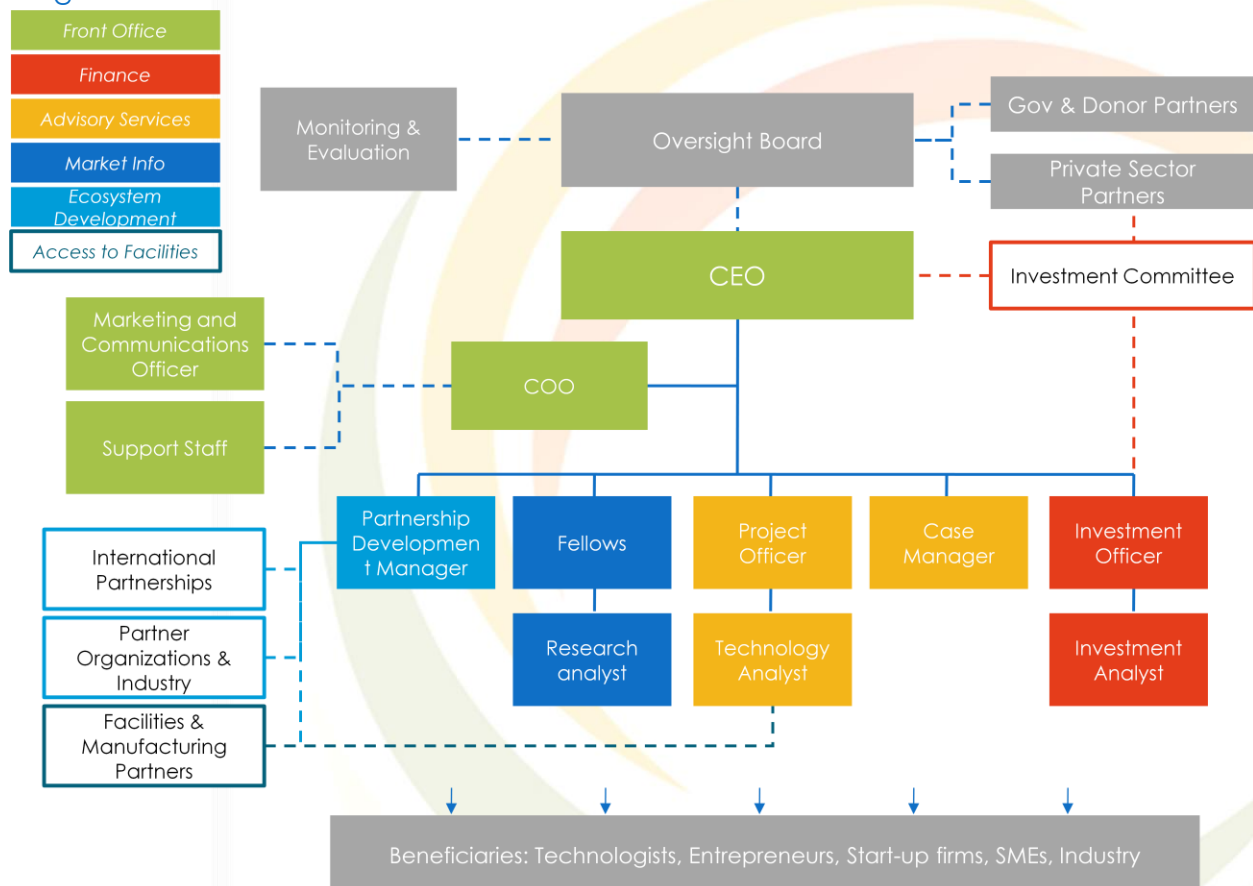 Front Office
Finance
Advisory Services
Market Info
Ecosystem
Development
Access to Facilities
Monitoring &
Evaluation
Oversight Board
Gov & Donor Partners
Private Sector
Partners
CEO
Investment Committee
Marketing and
Communications
Officer
COO
Support Staff
Partnership
Developmen
t Manager
Fellows
Project
Officer
Case
Manager
Investment
Officer
International
Partnerships
Partner
Organizations &
Industry
Research
analyst
Technology
Analyst
Investment
Analyst
Facilities &
Manufacturing
Partners
Beneficiaries: Technologists, Entrepreneurs, Start-up firms, SMEs, Industry